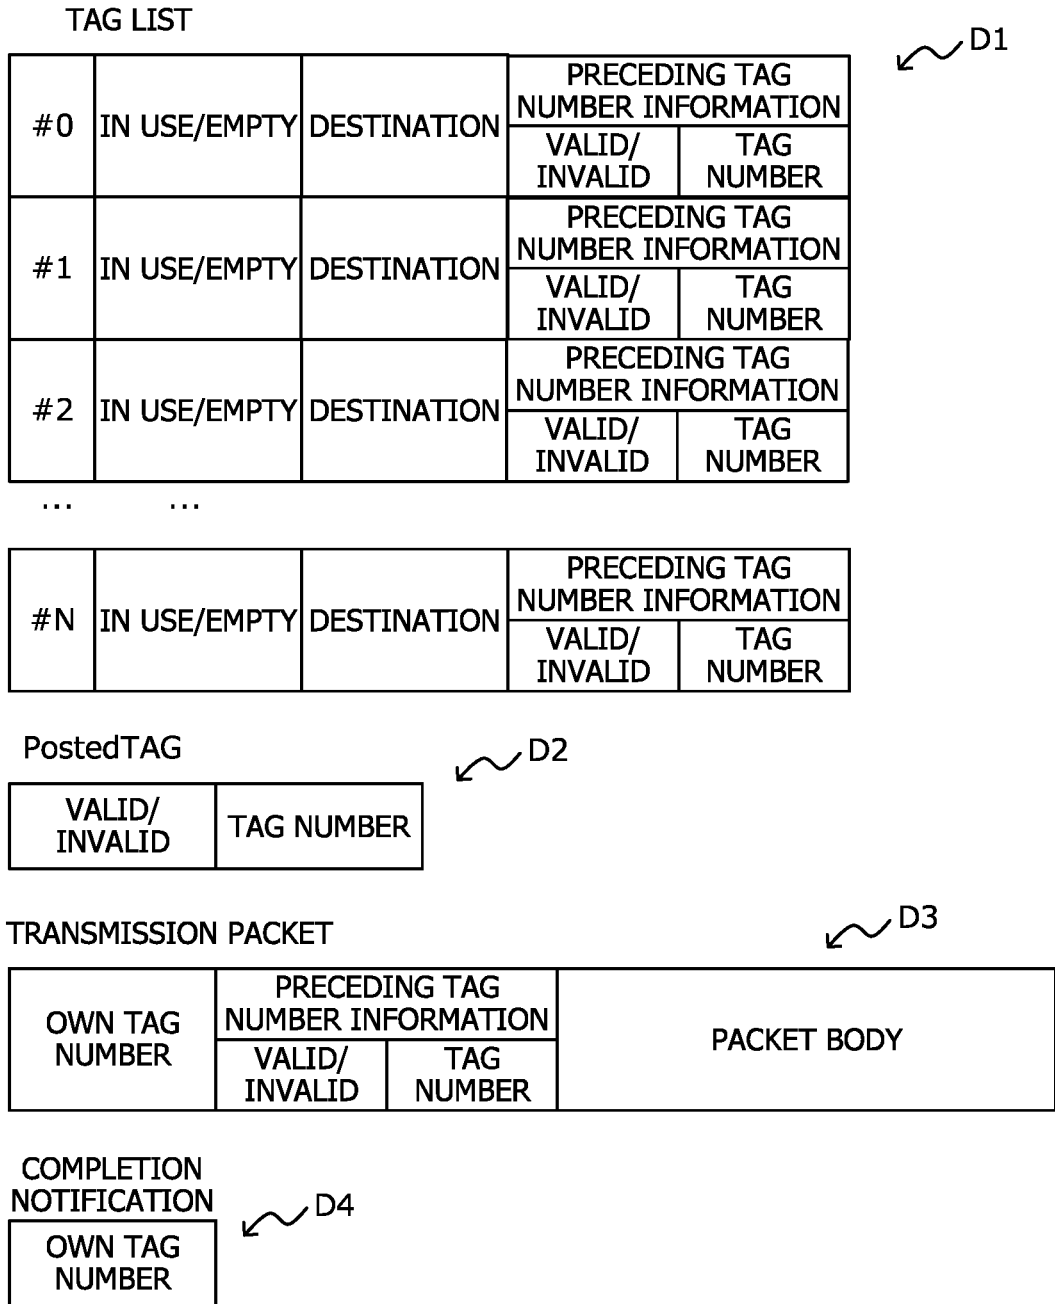 TAG LIST
D1
#0
IN USE/EMPTY
DESTINATION
PRECEDING TAG
NUMBER INFORMATION
VALID/
INVALID
TAG
NUMBER
#1
IN USE/EMPTY
DESTINATION
PRECEDING TAG
NUMBER INFORMATION
VALID/
INVALID
TAG
NUMBER
#2
IN USE/EMPTY
DESTINATION
PRECEDING TAG
NUMBER INFORMATION
VALID/
INVALID
TAG
NUMBER
... ...
#N
IN USE/EMPTY
DESTINATION
PRECEDING TAG
NUMBER INFORMATION
VALID/
INVALID
TAG
NUMBER
PostedTAG
D2
VALID/
INVALID
TAG NUMBER
TRANSMISSION PACKET
D3
OWN TAG
NUMBER
PRECEDING TAG
NUMBER INFORMATION
VALID/
INVALID
TAG
NUMBER
PACKET BODY
COMPLETION
NOTIFICATION
D4
OWN TAG
NUMBER